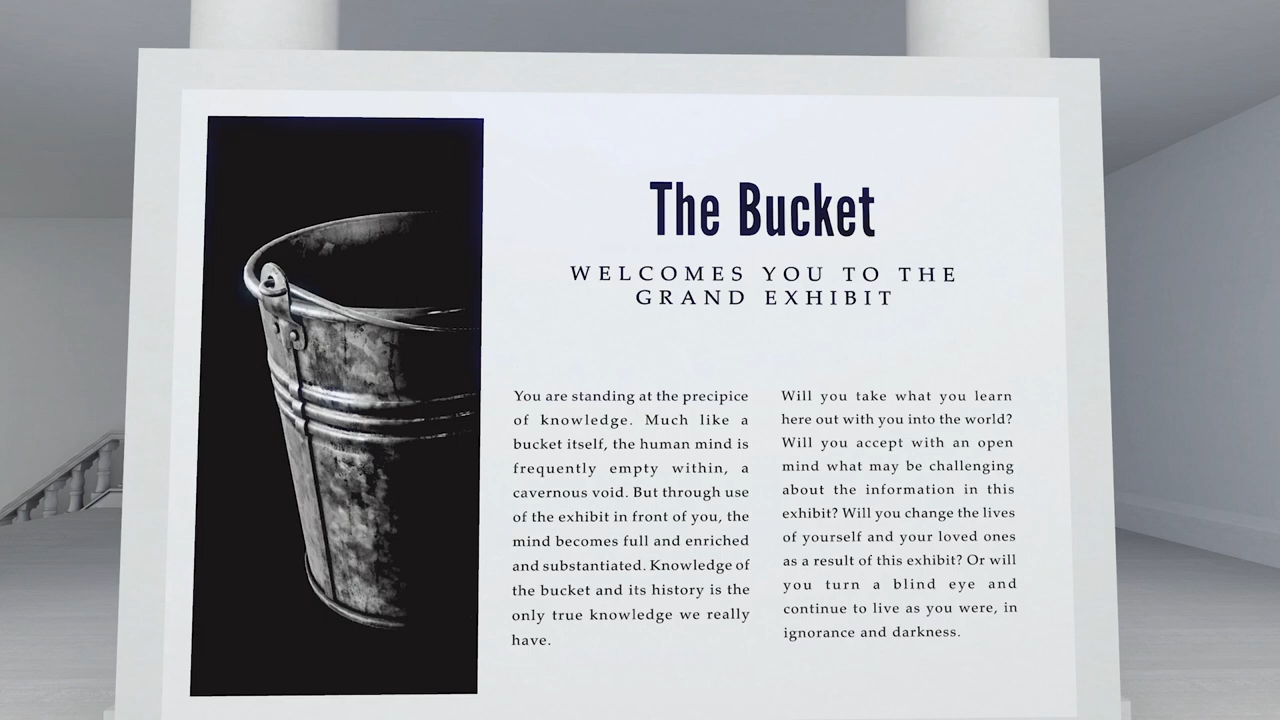 The Bucket
WELCOMES YOU TO THE
GRAND EXHIBIT
You are standing at the precipice
of knowledge. Much like a
bucket itself, the human mind is
frequently empty within, a
cavernous void. But through use
of the exhibit in front of you, the
mind becomes full and enriched
and substantiated. Knowledge of
the bucket and its history is the
only true knowledge we really
have.
Will you take what you learn
here out with you into the world?
Will you accept with an open
mind what may be challenging
about the information in this
exhibit? Will you change the lives
of yourself and your loved ones
as a result of this exhibit? Or will
you turn a blind eye and
continue to live as you were, in
ignorance and darkness.